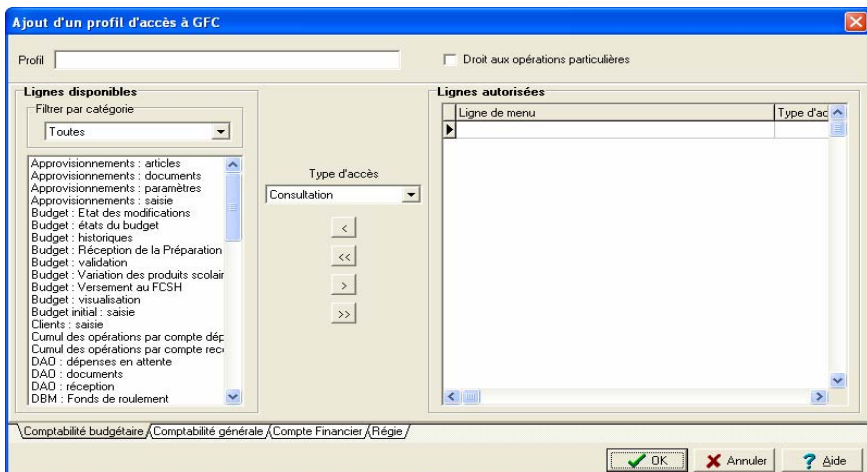 Ajout d'un profil d'accès à GFC
Profil
Droit aux opérations particulières
Lignes disponibles
Filtrer par catégorie
Toutes
Approvisionnements : articles
Approvisionnements : documents
Approvisionnements : paramètres
Approvisionnements : saisie
Budget : Etat des modifications
Budget : états du budget
Budget : historiques
Budget : Réception de la Préparation
Budget : validation
Budget : Variation des produits scolair
Budget : Versement au FCSH
Budget : visualisation
Budget initial : saisie
Clients : saisie
Cumul des opérations par compte dép
Cumul des opérations par compte rec
DAO : dépenses en attente
DAO : documents
DAO : réception
DBM : Fonds de roulement
Type d'accès
Consultation
<
<<
>
>>
Lignes autorisées
Ligne de menu
Type d'ac
Comptabilité budgétaire
Comptabilité générale
Compte Financier
Régie
OK
Annuler
Aide